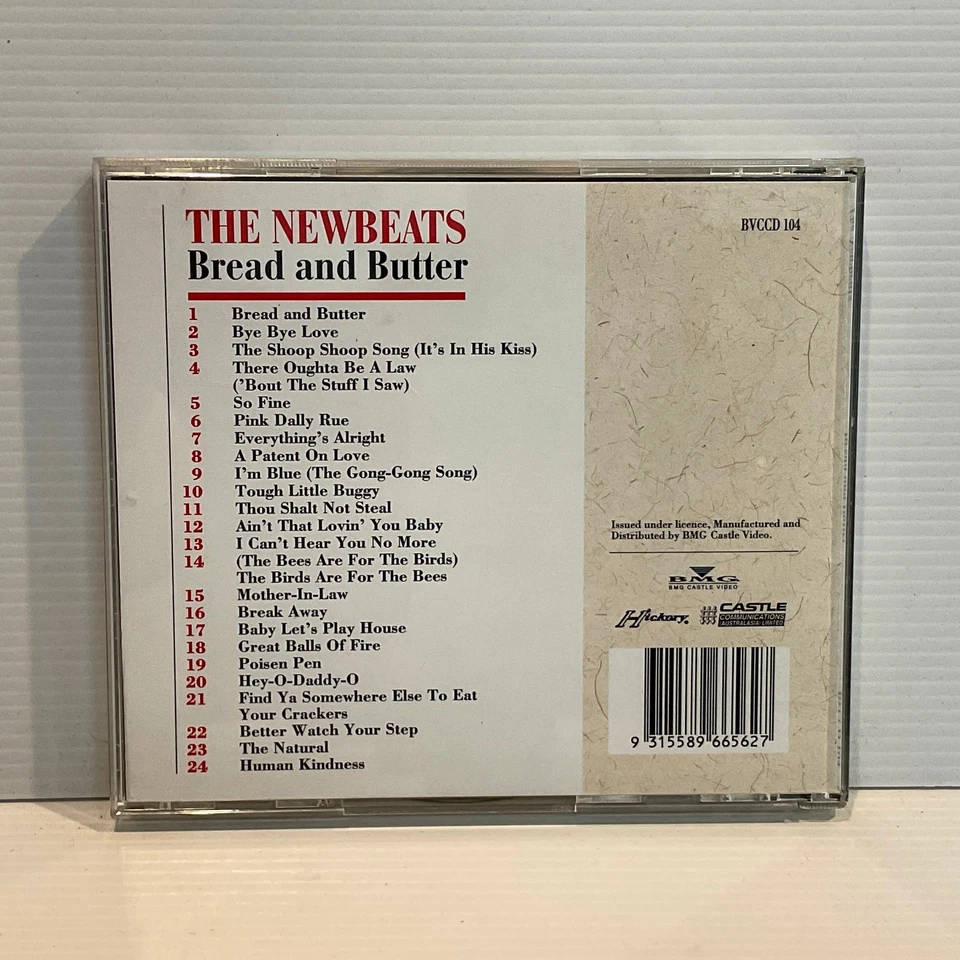 THE NEWBEATS
Bread and Butter
1 Bread and Butter
2 Bye Bye Love
3 The Shoop Shoop Song (It's In His Kiss)
4 There Oughta Be A Law
('Bout The Stuff I Saw)
5 So Fine
6 Pink Dally Rue
7 Everything's Alright
8 A Patent On Love
9 I'm Blue (The Gong-Gong Song)
10 Tough Little Buggy
11 Thou Shalt Not Steal
12 Ain't That Lovin' You Baby
13 I Can't Hear You No More
14 (The Bees Are For The Birds)
The Birds Are For The Bees
15 Mother-In-Law
16 Break Away
17 Baby Let's Play House
18 Great Balls Of Fire
19 Poisen Pen
20 Hey-O-Daddy-O
21 Find Ya Somewhere Else To Eat
Your Crackers
22 Better Watch Your Step
23 The Natural
24 Human Kindness
BVCCD 104
Issued under licence, Manufactured and
Distributed by BMG Castle Video.
BMG
BMG CASTLE VIDEO
Hickory
CASTLE
COMMUNICATIONS
(AUSTRALASIA) LIMITED
9 315589 665627